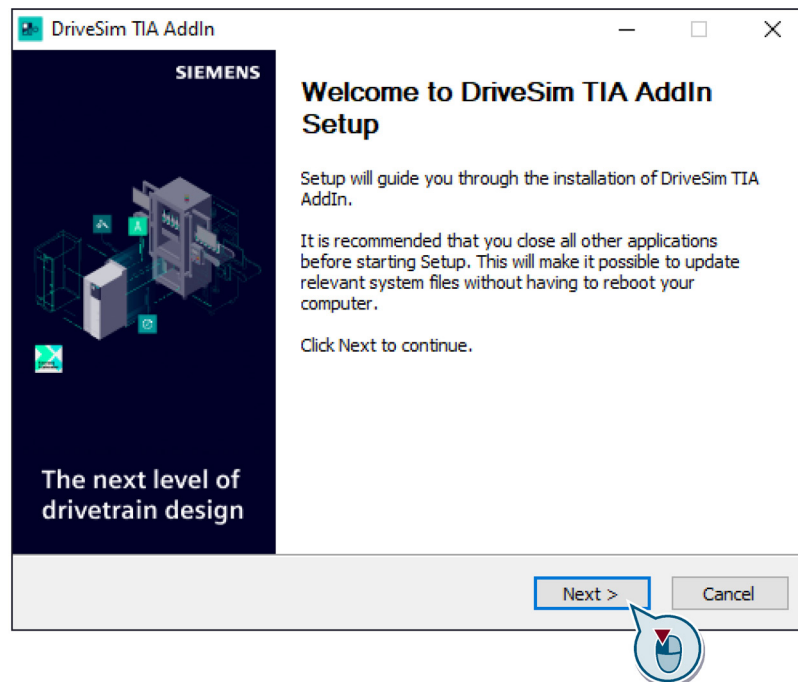 DriveSim TIA AddIn
SIEMENS
Welcome to DriveSim TIA AddIn
Setup
Setup will guide you through the installation of DriveSim TIA
AddIn.
It is recommended that you close all other applications
before starting Setup. This will make it possible to update
relevant system files without having to reboot your
computer.
Click Next to continue.
The next level of
drivetrain design
Next >
Cancel